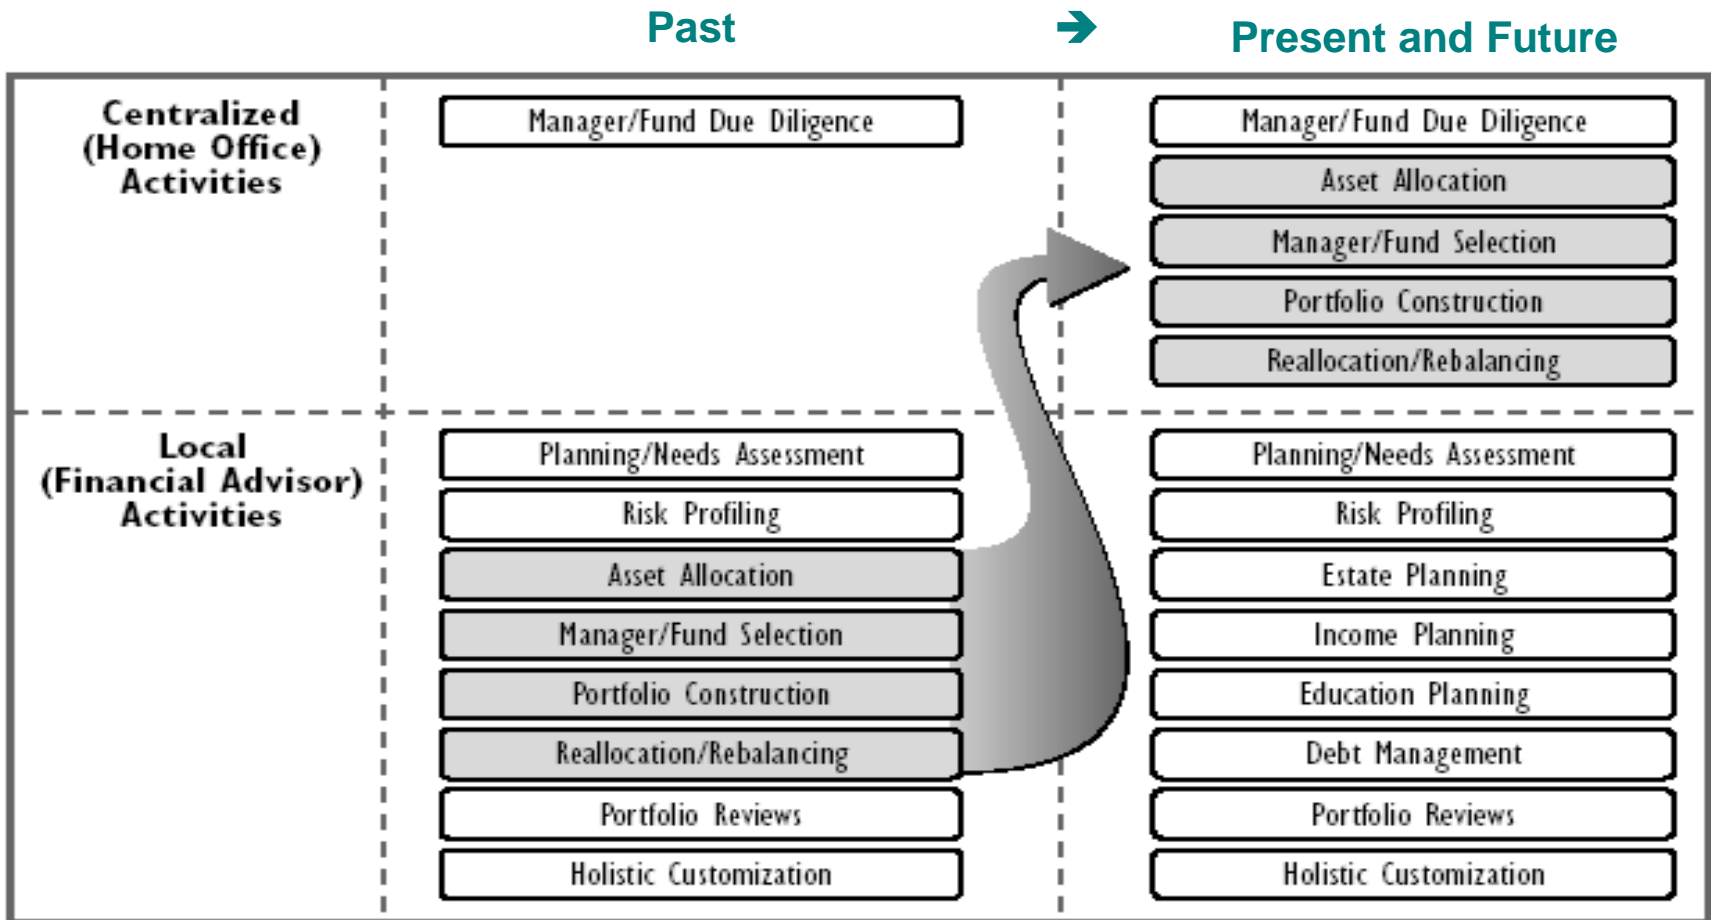 Past ➔ Present and Future
Centralized
(Home Office)
Activities
Manager/Fund Due Diligence
Manager/Fund Due Diligence
Asset Allocation
Manager/Fund Selection
Portfolio Construction
Reallocation/Rebalancing
Local
(Financial Advisor)
Activities
Planning/Needs Assessment
Risk Profiling
Asset Allocation
Manager/Fund Selection
Portfolio Construction
Reallocation/Rebalancing
Portfolio Reviews
Holistic Customization
Planning/Needs Assessment
Risk Profiling
Estate Planning
Income Planning
Education Planning
Debt Management
Portfolio Reviews
Holistic Customization